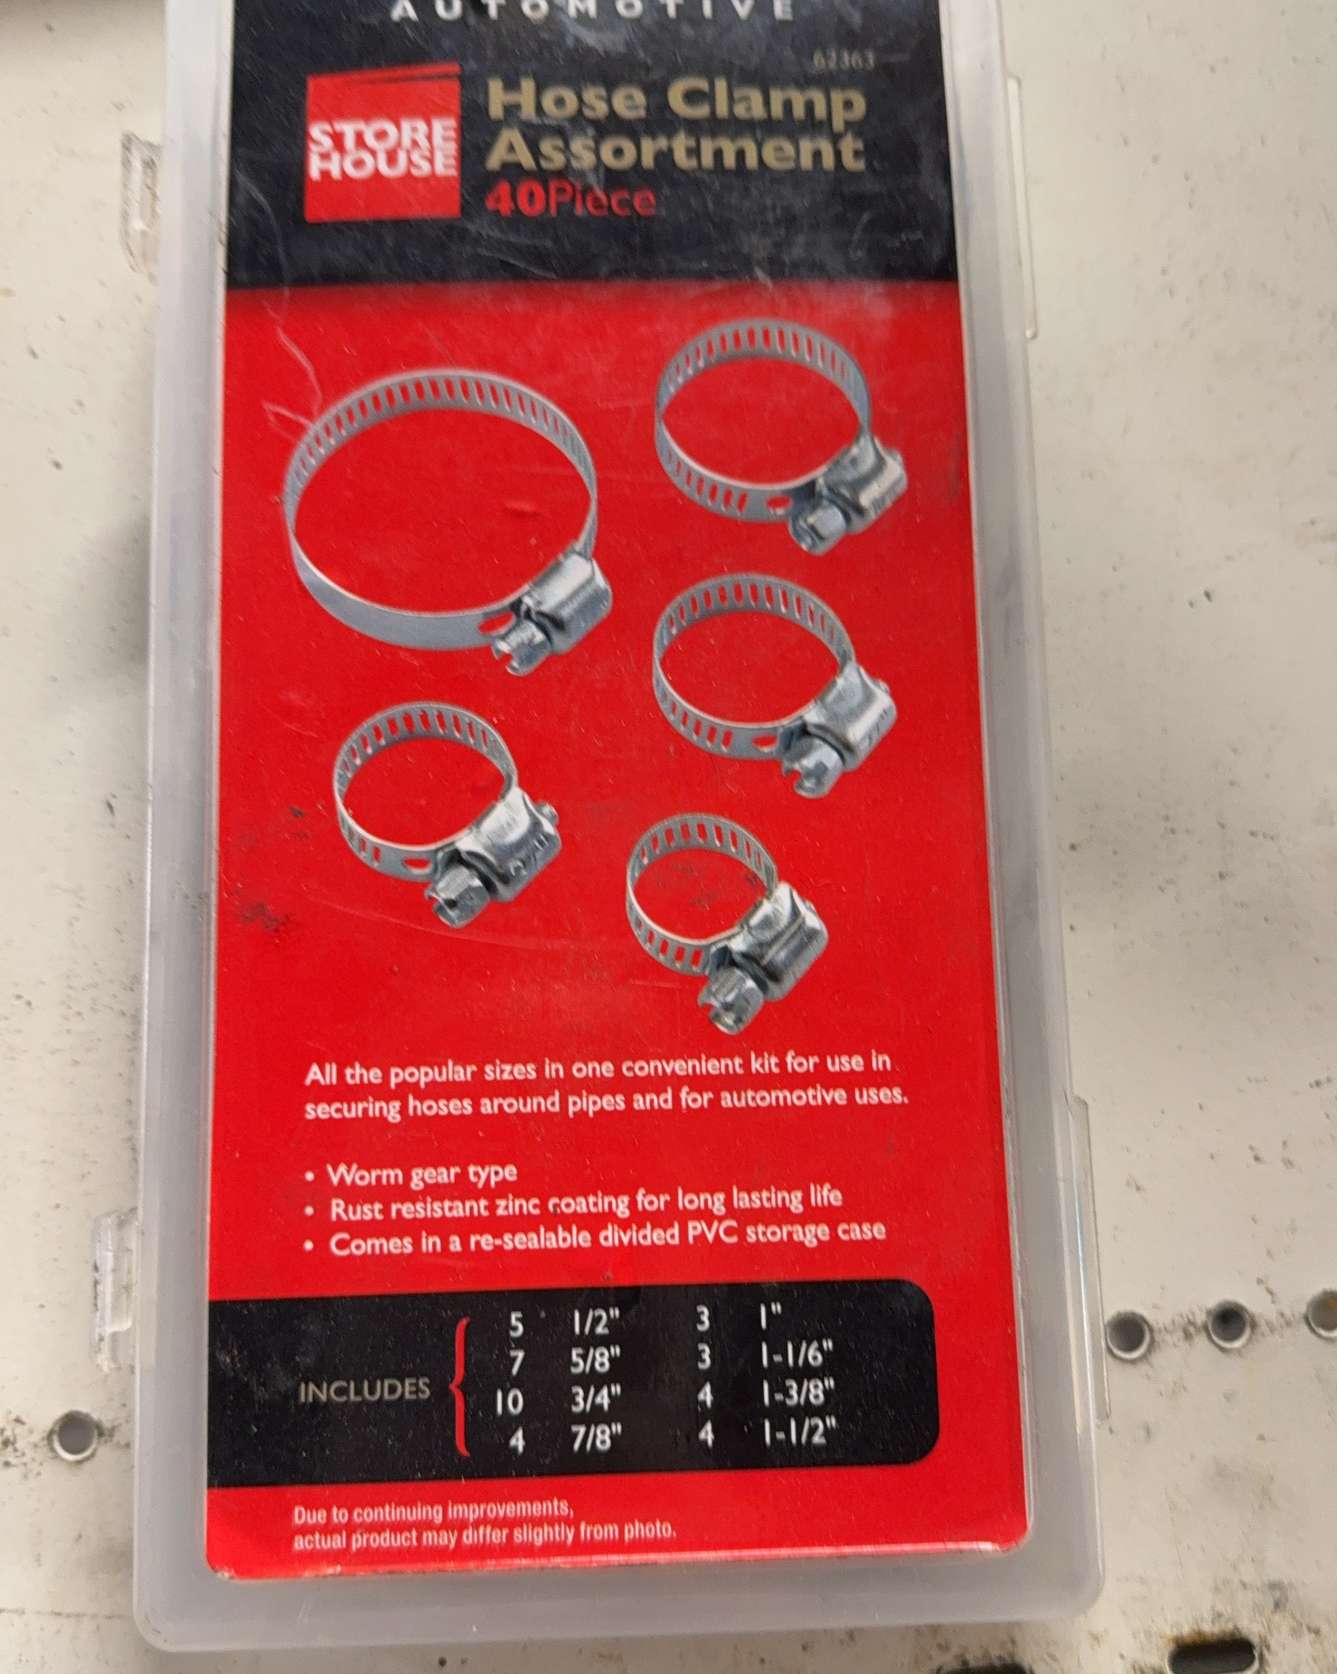 AUTOMOTIVE
62363
STORE
HOUSE
Hose Clamp
Assortment
40Piece
All the popular sizes in one convenient kit for use in
securing hoses around pipes and for automotive uses.
• Worm gear type
• Rust resistant zinc coating for long lasting life
• Comes in a re-sealable divided PVC storage case
INCLUDES
5 1/2" 3 1"
7 5/8" 3 1-1/6"
10 3/4" 4 1-3/8"
4 7/8" 4 1-1/2"
Due to continuing improvements,
actual product may differ slightly from photo.